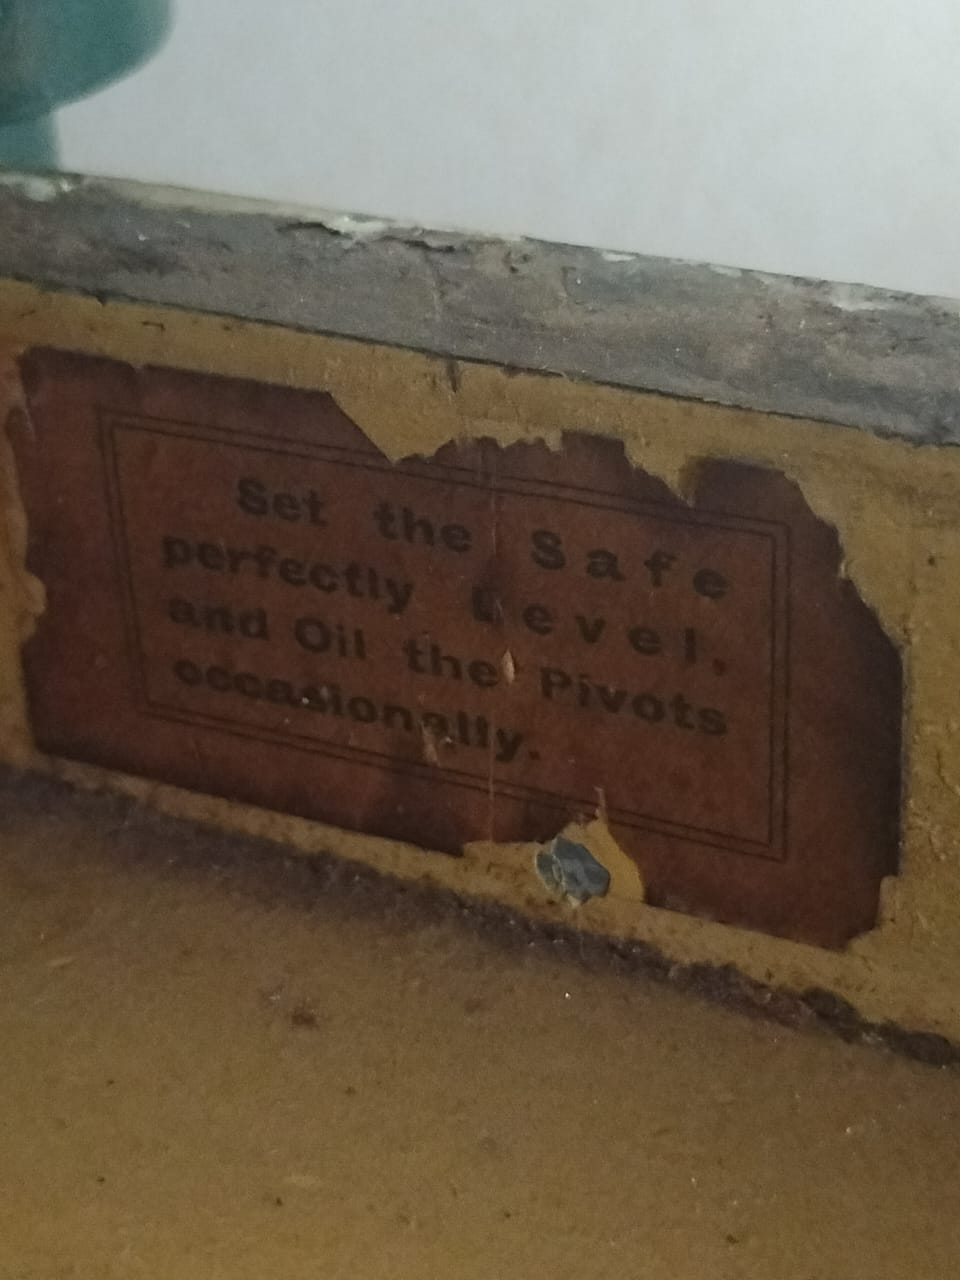 Set the Safe
perfectly Level,
and Oil the Pivots
occasionally.